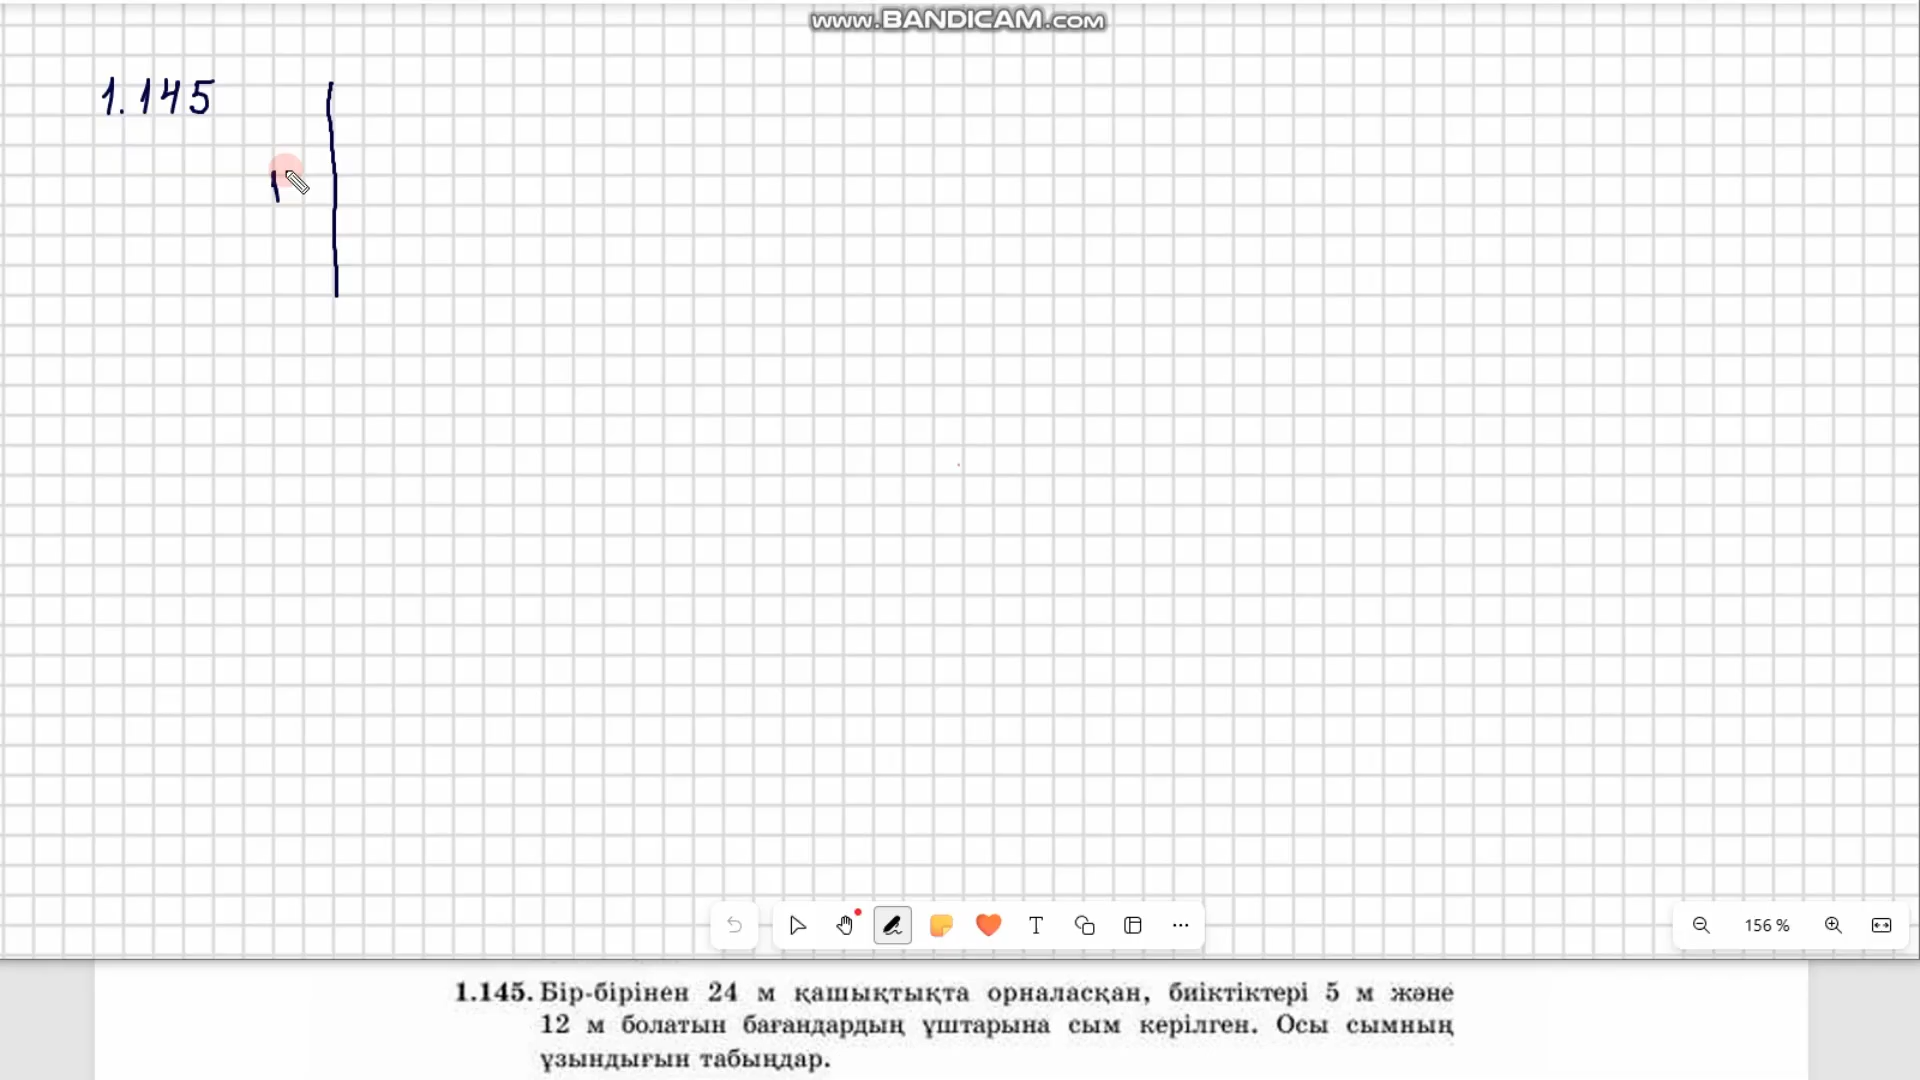 www.BANDICAM.com
1.145
156 %
1.145. Бір-бірінен 24 м қашықтықта орналасқан, биіктіктері 5 м және
12 м болатын бағандардың ұштарына сым керілген. Осы сымның
ұзындығын табыңдар.